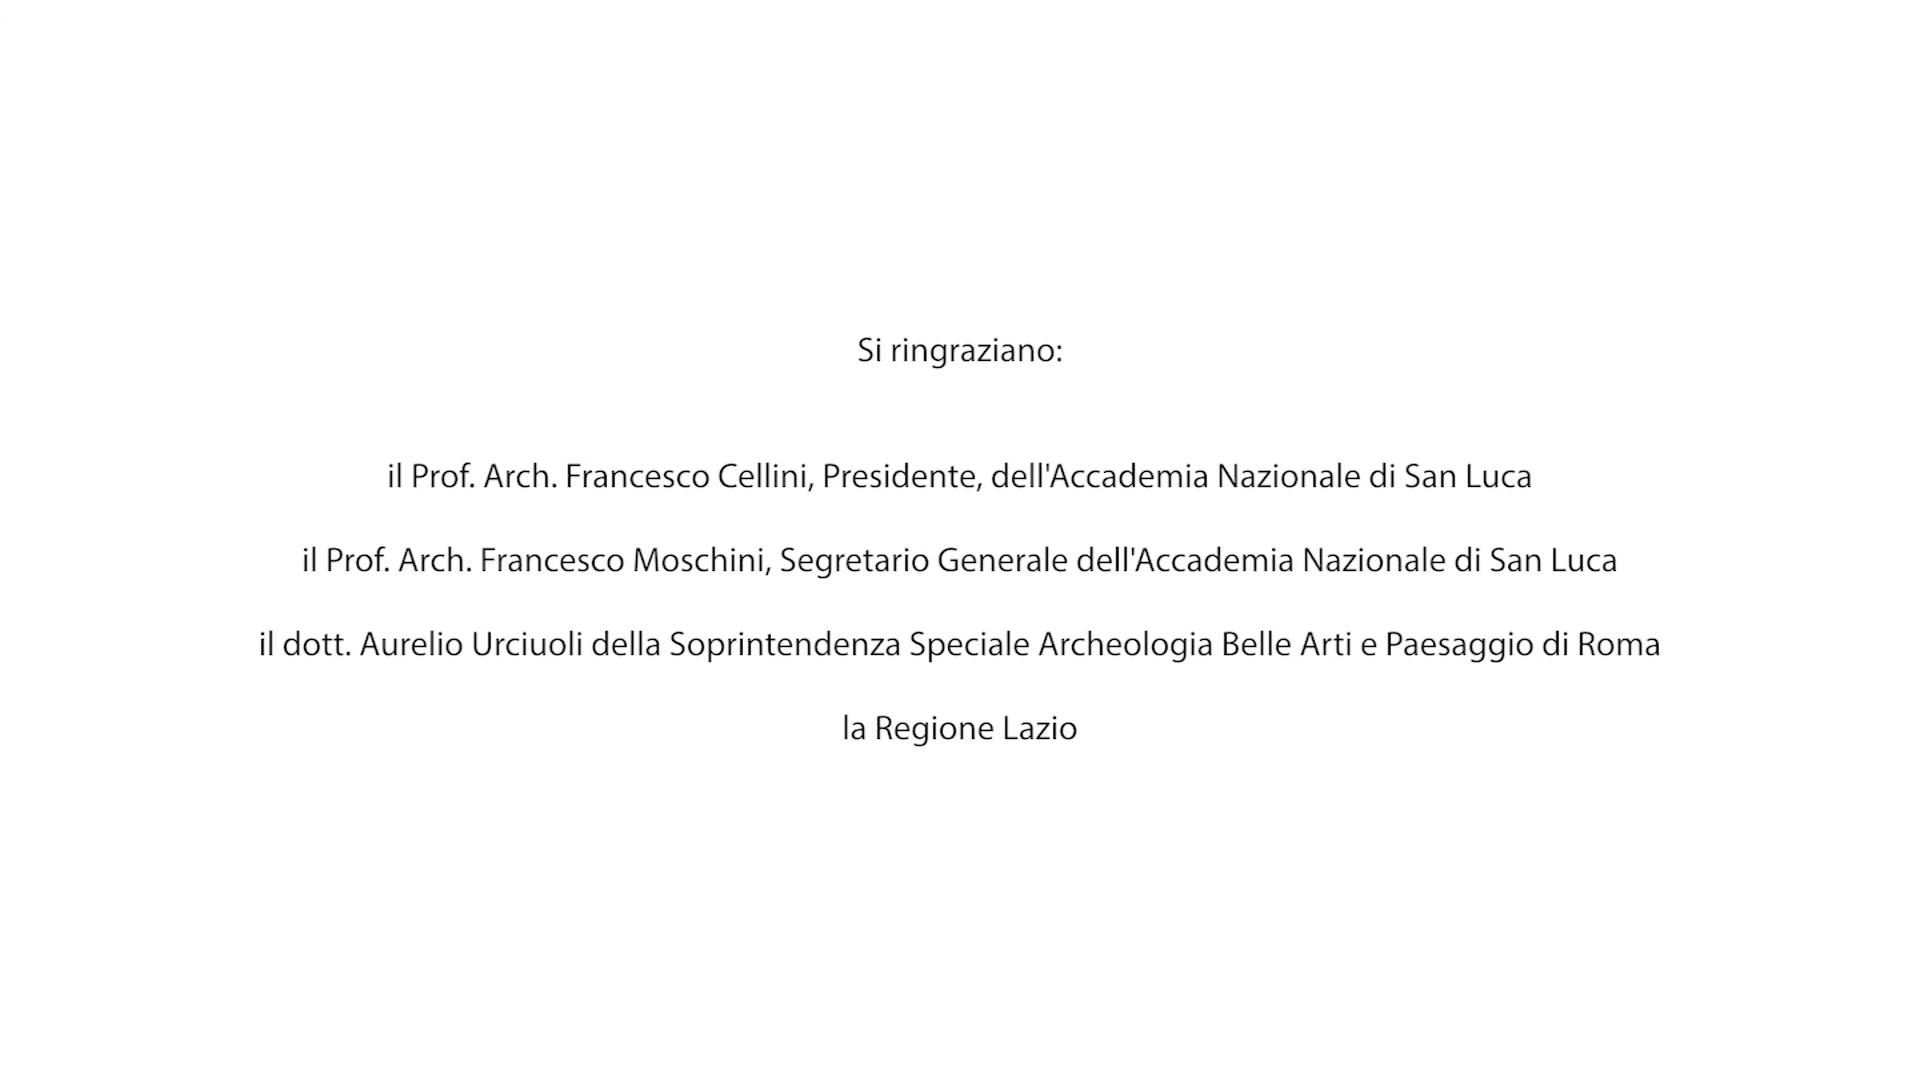 Si ringraziano:
il Prof. Arch. Francesco Cellini, Presidente, dell'Accademia Nazionale di San Luca
il Prof. Arch. Francesco Moschini, Segretario Generale dell'Accademia Nazionale di San Luca
il dott. Aurelio Urciuoli della Soprintendenza Speciale Archeologia Belle Arti e Paesaggio di Roma
la Regione Lazio